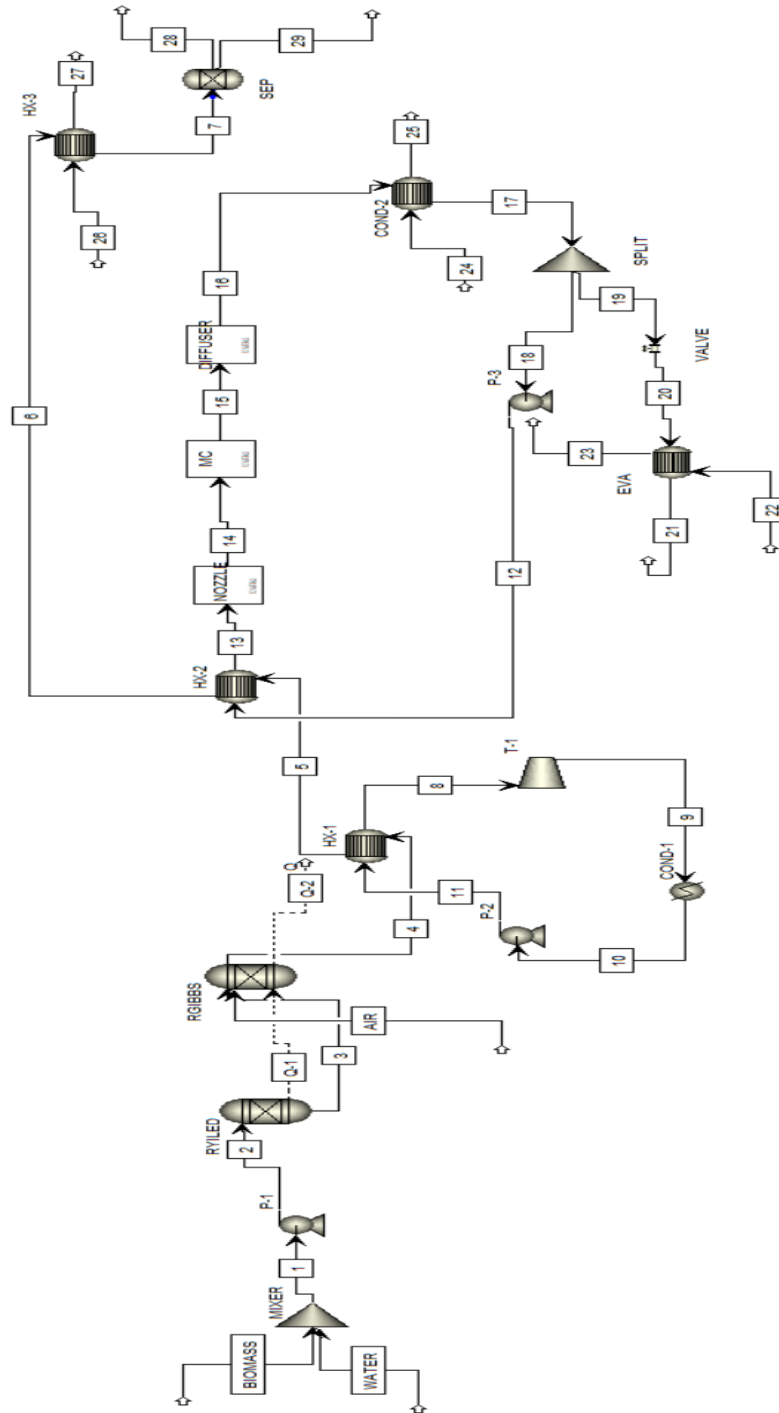 BIOMASS
WATER
MIXER
1
P-1
2
RYILED
Q-1
3
AIR
RGIBBS
Q-2
Q
4
HX-1
5
11
P-2
10
COND-1
9
8
T-1
HX-2
6
13
NOZZLE
14
MC
15
DIFFUSER
16
12
COND-2
24
25
17
SPLIT
18
P-3
19
VALVE
20
EVA
21
22
23
HX-3
26
27
7
SEP
28
29